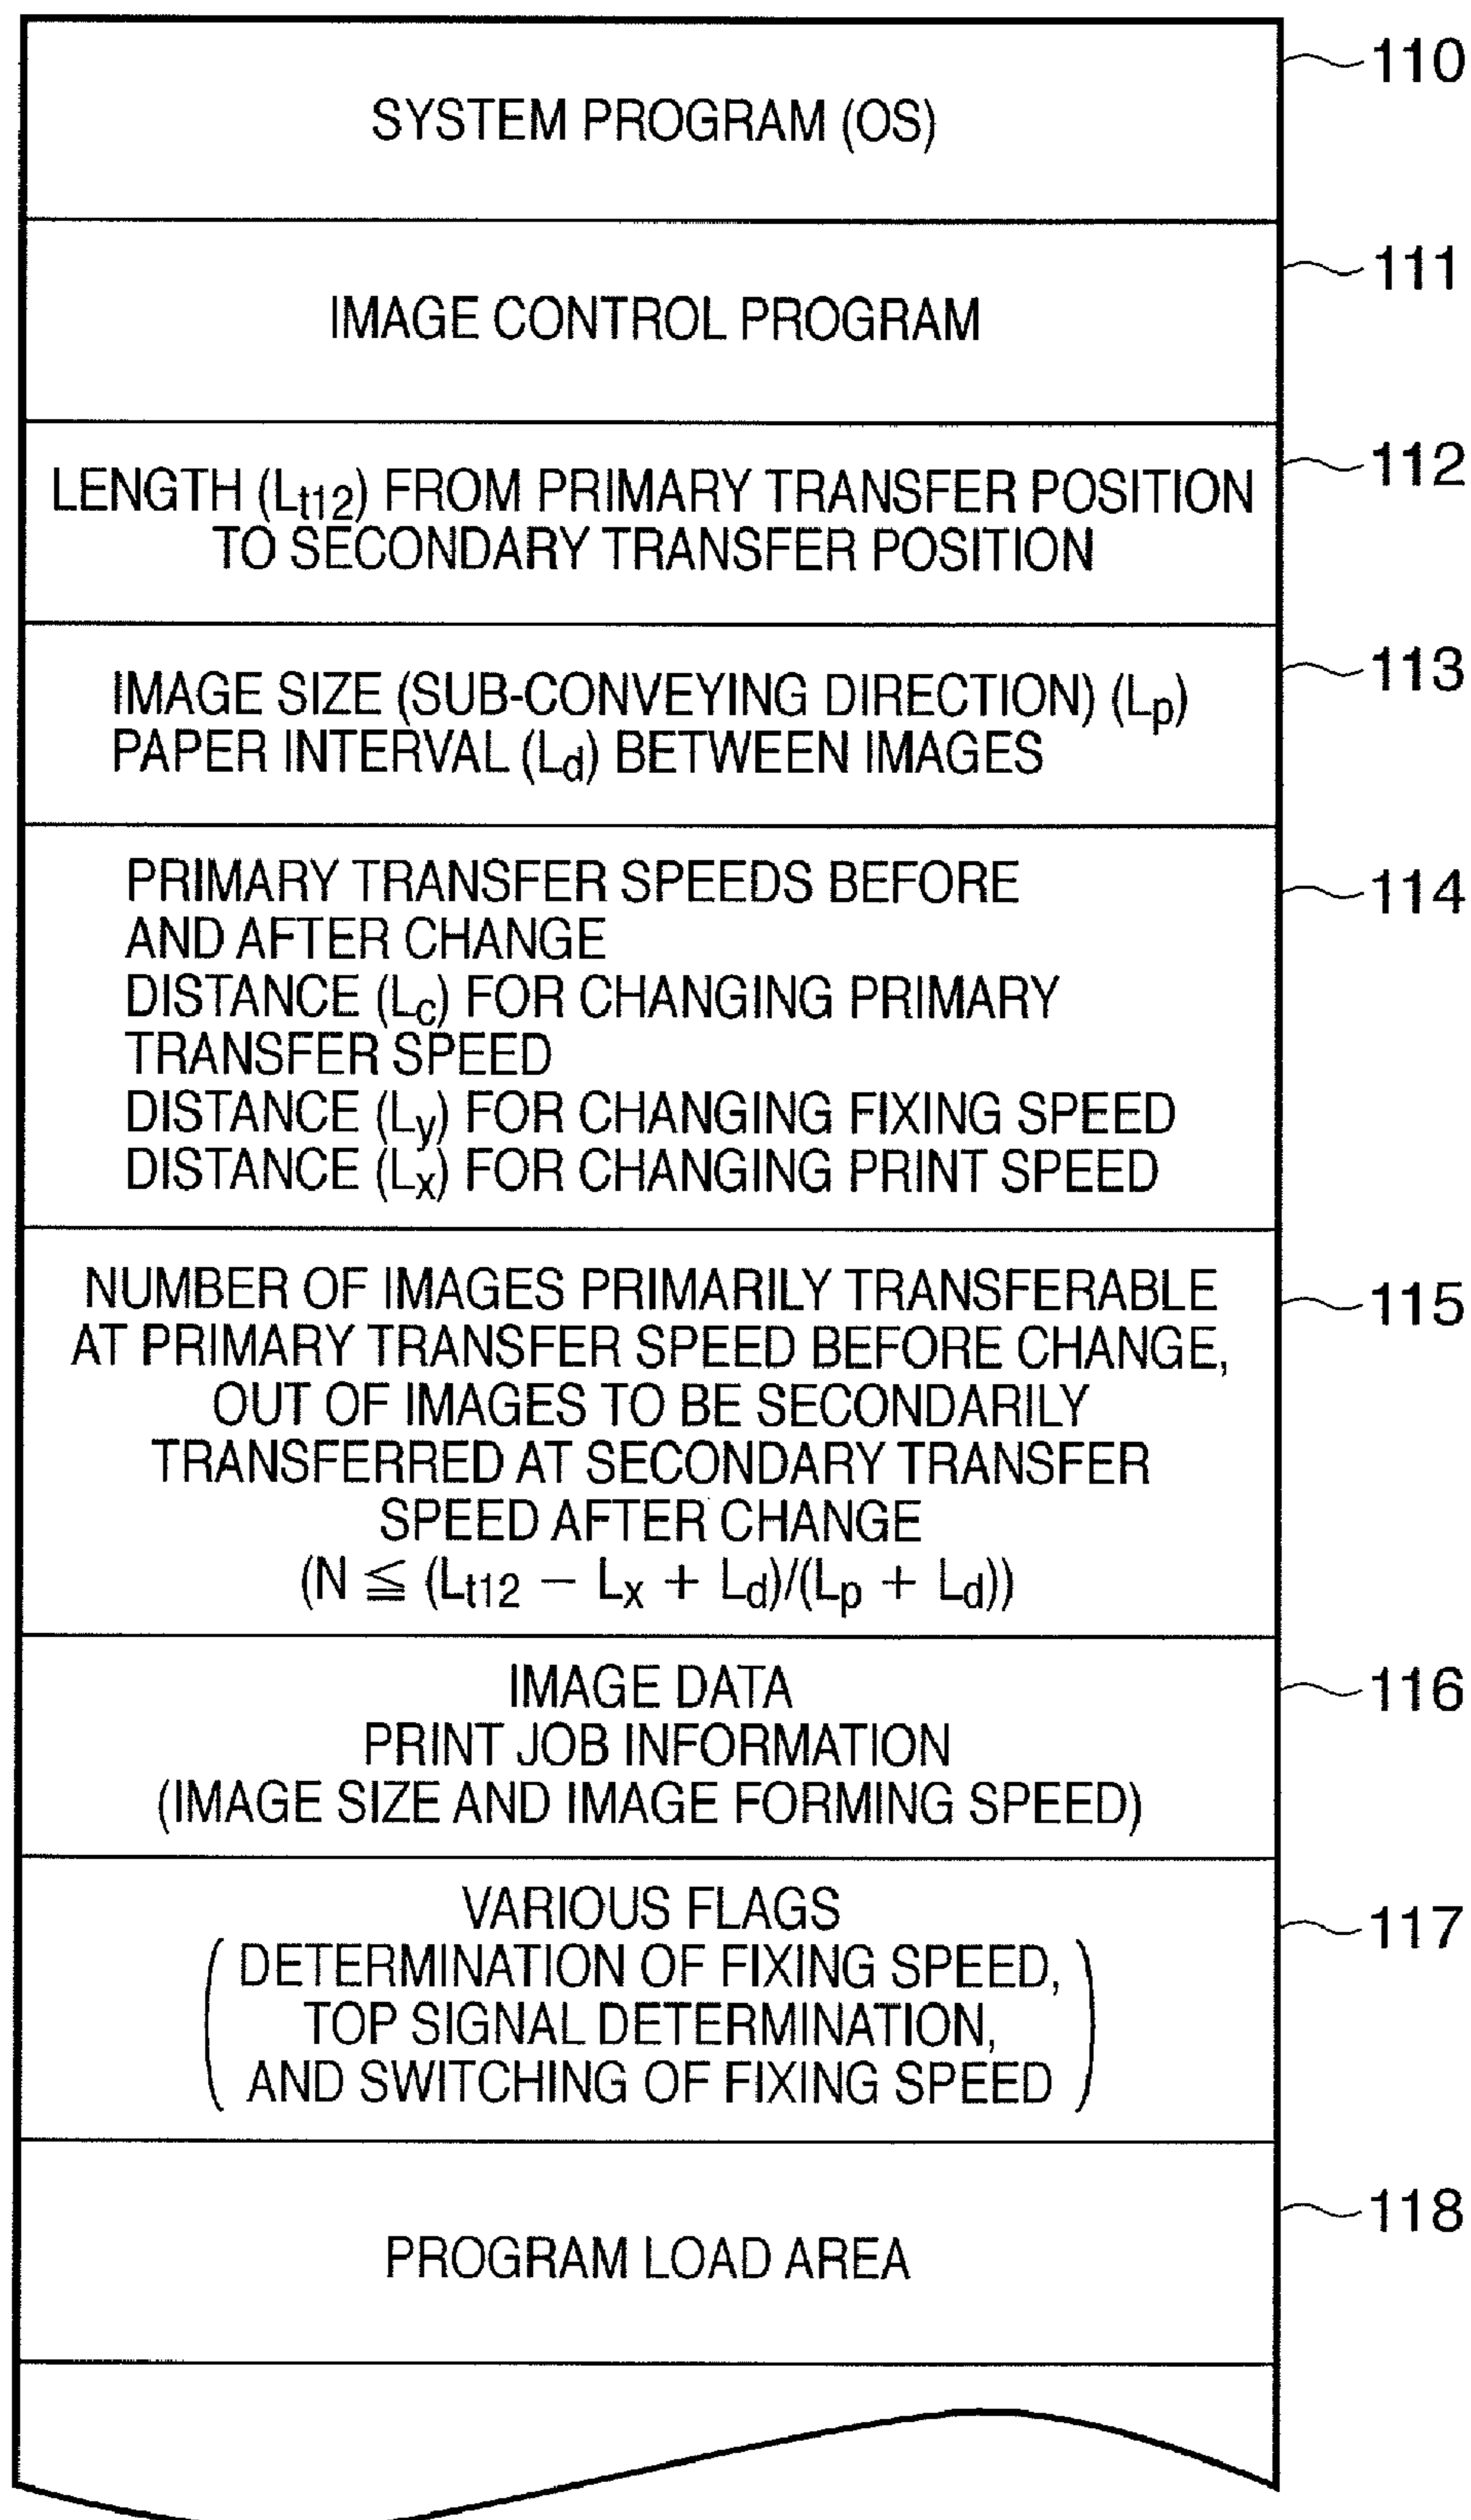 SYSTEM PROGRAM (OS)
110
IMAGE CONTROL PROGRAM
111
LENGTH (Lt12) FROM PRIMARY TRANSFER POSITION
TO SECONDARY TRANSFER POSITION
112
IMAGE SIZE (SUB-CONVEYING DIRECTION) (Lp)
PAPER INTERVAL (Ld) BETWEEN IMAGES
113
PRIMARY TRANSFER SPEEDS BEFORE
AND AFTER CHANGE
DISTANCE (Lc) FOR CHANGING PRIMARY
TRANSFER SPEED
DISTANCE (Ly) FOR CHANGING FIXING SPEED
DISTANCE (Lx) FOR CHANGING PRINT SPEED
114
NUMBER OF IMAGES PRIMARILY TRANSFERABLE
AT PRIMARY TRANSFER SPEED BEFORE CHANGE,
OUT OF IMAGES TO BE SECONDARILY
TRANSFERRED AT SECONDARY TRANSFER
SPEED AFTER CHANGE
(N ≦ (Lt12 − Lx + Ld)/(Lp + Ld))
115
IMAGE DATA
PRINT JOB INFORMATION
(IMAGE SIZE AND IMAGE FORMING SPEED)
116
VARIOUS FLAGS
(DETERMINATION OF FIXING SPEED,
TOP SIGNAL DETERMINATION,
AND SWITCHING OF FIXING SPEED)
117
PROGRAM LOAD AREA
118